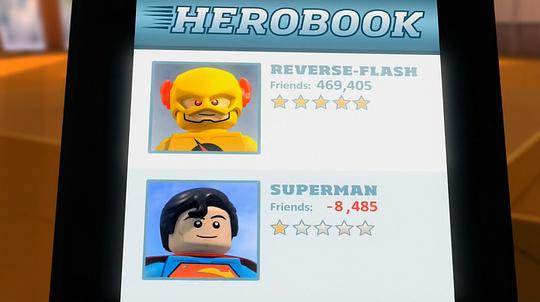 HEROBOOK
REVERSE-FLASH
Friends: 469,405
SUPERMAN
Friends: -8,485